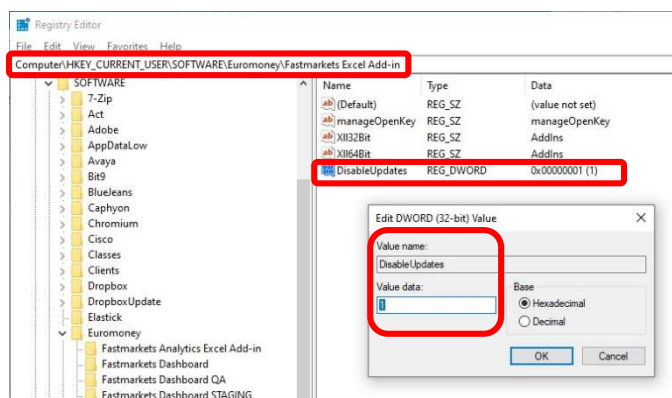 Registry Editor
File Edit View Favorites Help
Computer\HKEY_CURRENT_USER\SOFTWARE\Euromoney\Fastmarkets Excel Add-in
SOFTWARE
7-Zip
Act
Adobe
AppDataLow
Avaya
Bit9
BlueJeans
Caphyon
Chromium
Cisco
Classes
Clients
Dropbox
DropboxUpdate
Elastick
Euromoney
Fastmarkets Analytics Excel Add-in
Fastmarkets Dashboard
Fastmarkets Dashboard QA
Fastmarkets Dashboard STAGING
Name Type Data
(Default) REG_SZ (value not set)
manageOpenKey REG_SZ manageOpenKey
Xll32Bit REG_SZ AddIns
Xll64Bit REG_SZ AddIns
DisableUpdates REG_DWORD 0x00000001 (1)
Edit DWORD (32-bit) Value
Value name:
DisableUpdates
Value data:
1
Base
Hexadecimal
Decimal
OK Cancel